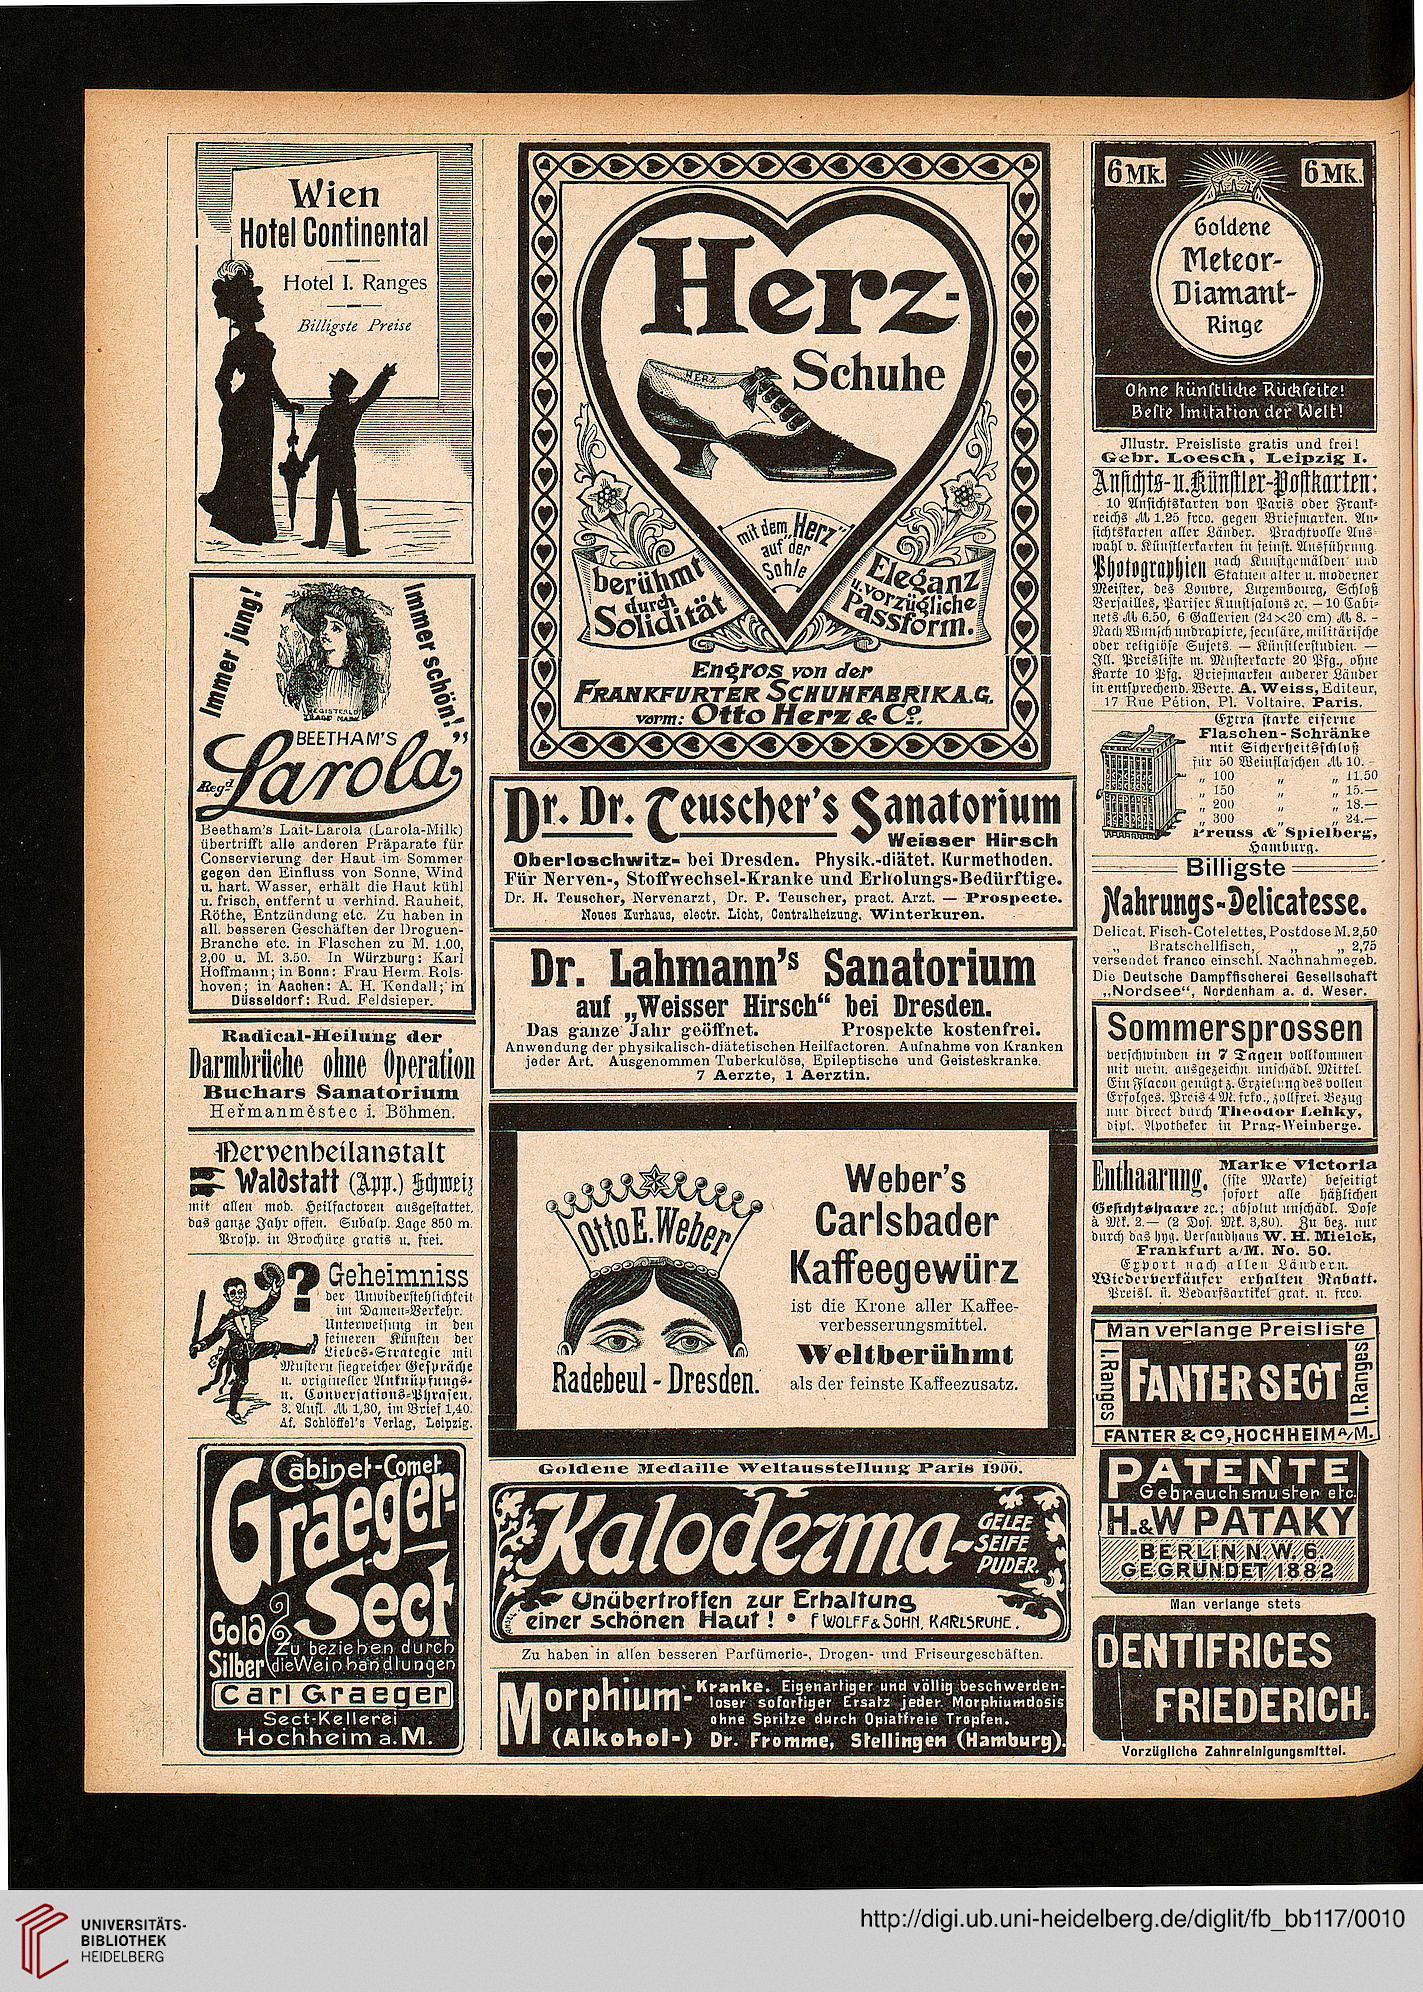 Wien
Hotel Continental
Hotel I. Ranges
Billigste Preise
Immer jung!
Immer schön!
REGISTERED
TRADE MARK
BEETHAM'S
Regd. „Larola”
Beetham's Lait-Larola (Larola-Milk)
übertrifft alle anderen Präparate für
Conservierung der Haut im Sommer
gegen den Einfluss von Sonne, Wind
u. hart. Wasser, erhält die Haut kühl
u. frisch, entfernt u verhind. Rauheit,
Röthe, Entzündung etc. Zu haben in
all. besseren Geschäften der Droguen-
Branche etc. in Flaschen zu M. 1.00,
2,00 u. M. 3.50. In Würzburg: Karl
Hoffmann; in Bonn: Frau Herm. Rols-
hoven; in Aachen: A. H. Kendall; in
Düsseldorf: Rud. Feldsieper.
Radical-Heilung der
Darmbrüche ohne Operation
Buchars Sanatorium
Heřmanměstec i. Böhmen.
Nervenheilanstalt
Waldstatt (App.) Schweiz
mit allen mod. Heilfactoren ausgestattet,
das ganze Jahr offen. Subalp. Lage 850 m.
Prosp. in Brochüre gratis u. frei.
? Geheimniss
der Unwiderstehlichkeit
im Damen-Verkehr.
Unterweisung in den
feineren Künsten der
Liebes-Strategie mit
Mustern siegreicher Gespräche
u. origineller Anknüpfungs-
u. Conversations-Phrasen.
3. Aufl. M 1,30, im Brief 1,40.
Af. Schlöffel's Verlag, Leipzig.
Cabinet-Comet
Graeger-
Sect
Gold
Silber
Zu beziehen durch
die Weinhandlungen
Carl Graeger
Sect-Kellerei
Hochheim a. M.
Herz-
Schuhe
HERZ
mit dem „Herz”
auf der
Sohle
berühmt
durch
Solidität
Eleganz
u. vorzügliche
Passform.
Engros von der
FRANKFURTER SCHUHFABRIK A.G.
vorm: Otto Herz & Co.
Dr. Dr. Teuscher's Sanatorium
Weisser Hirsch
Oberloschwitz- bei Dresden. Physik.-diätet. Kurmethoden.
Für Nerven-, Stoffwechsel-Kranke und Erholungs-Bedürftige.
Dr. H. Teuscher, Nervenarzt, Dr. P. Teuscher, pract. Arzt. — Prospecte.
Neues Kurhaus, electr. Licht, Centralheizung. Winterkuren.
Dr. Lahmann's Sanatorium
auf „Weisser Hirsch“ bei Dresden.
Das ganze Jahr geöffnet. Prospekte kostenfrei.
Anwendung der physikalisch-diätetischen Heilfactoren. Aufnahme von Kranken
jeder Art. Ausgenommen Tuberkulöse, Epileptische und Geisteskranke.
7 Aerzte, 1 Aerztin.
Otto E. Weber
Radebeul - Dresden.
Weber's
Carlsbader
Kaffeegewürz
ist die Krone aller Kaffee-
verbesserungsmittel.
Weltberühmt
als der feinste Kaffeezusatz.
Goldene Medaille Weltausstellung Paris 1900.
Kaloderma-
GELEE
SEIFE
PUDER.
Unübertroffen zur Erhaltung
einer schönen Haut! • F WOLFF & SOHN, KARLSRUHE.
Zu haben in allen besseren Parfümerie-, Drogen- und Friseurgeschäften.
Morphium-
(Alkohol-)
Kranke. Eigenartiger und völlig beschwerden-
loser sofortiger Ersatz jeder Morphiumdosis
ohne Spritze durch Opiatfreie Tropfen.
Dr. Fromme, Stellingen (Hamburg).
6 Mk. 6 Mk.
Goldene
Meteor-
Diamant-
Ringe
Ohne künstliche Rückseite!
Beste Imitation der Welt!
Jllustr. Preisliste gratis und frei!
Gebr. Loesch, Leipzig I.
Ansichts- u. Künstler-Postkarten:
10 Ansichtskarten von Paris oder Frank-
reichs M 1.25 frco. gegen Briefmarken. An-
sichtskarten aller Länder. Prachtvolle Aus-
wahl v. Künstlerkarten in feinst. Ausführung
Photographien nach Kunstgemälden und
Statuen alter u. moderner
Meister, des Louvre, Luxembourg, Schloß
Versailles, Pariser Kunstsalons 2c. — 10 Cabi-
nets M 6.50, 6 Gallerien (24×30 cm) M 8. -
Nach Wunsch undrapirte, seculäre, militärische
oder religiöse Sujets. — Künstlerstudien. —
Ill. Preisliste m. Musterkarte 20 Pfg., ohne
Karte 10 Pfg. Briefmarken anderer Länder
in entsprechend. Werte. A. Weiss, Editeur,
17 Rue Pétion, Pl. Voltaire, Paris.
Extra starke eiserne
Flaschen-Schränke
mit Sicherheitsschloß
für 50 Weinflaschen M 10.-
„ 100 „ „ 11.50
„ 150 „ „ 15.—
„ 200 „ „ 18.—
„ 300 „ „ 24.—
Preuss & Spielberg,
Hamburg.
Billigste
Nahrungs-Delicatesse.
Delicat. Fisch-Cotelettes, Postdose M. 2,50
„ Bratschellfisch, „ „ 2,75
versendet franco einschl. Nachnahmegeb.
Die Deutsche Dampffischerei Gesellschaft
„Nordsee“, Nordenham a. d. Weser.
Sommersprossen
verschwinden in 7 Tagen vollkommen
mit mein. ausgezeichn. unschädl. Mittel.
Ein Flacon genügt z. Erzielung des vollen
Erfolges. Preis 4 M. frko., zollfrei. Bezug
nur direct durch Theodor Lehky,
dipl. Apotheker in Prag-Weinberge.
Enthaarung. Marke Victoria
(1ste Marke) beseitigt
sofort alle häßlichen
Gesichtshaare 2c.; absolut unschädl. Dose
à Mk. 2.— (2 Dos. Mk. 3,80). Zu bez. nur
durch das hyg. Versandhaus W. H. Mielck,
Frankfurt a/M. No. 50.
Export nach allen Ländern.
Wiederverkäufer erhalten Rabatt.
Preisl. ü. Bedarfsartikel grat. u. frco.
Man verlange Preisliste
I. Ranges
FANTER SECT
I. Ranges
FANTER & Co, HOCHHEIM A/M.
PATENTE
Gebrauchsmuster etc.
H. & W PATAKY
BERLIN N.W. 6.
GEGRÜNDET 1882
Man verlange stets
DENTIFRICES
FRIEDERICH.
Vorzügliche Zahnreinigungsmittel.
UNIVERSITÄTS-
BIBLIOTHEK
HEIDELBERG
http://digi.ub.uni-heidelberg.de/diglit/fb_bb117/0010